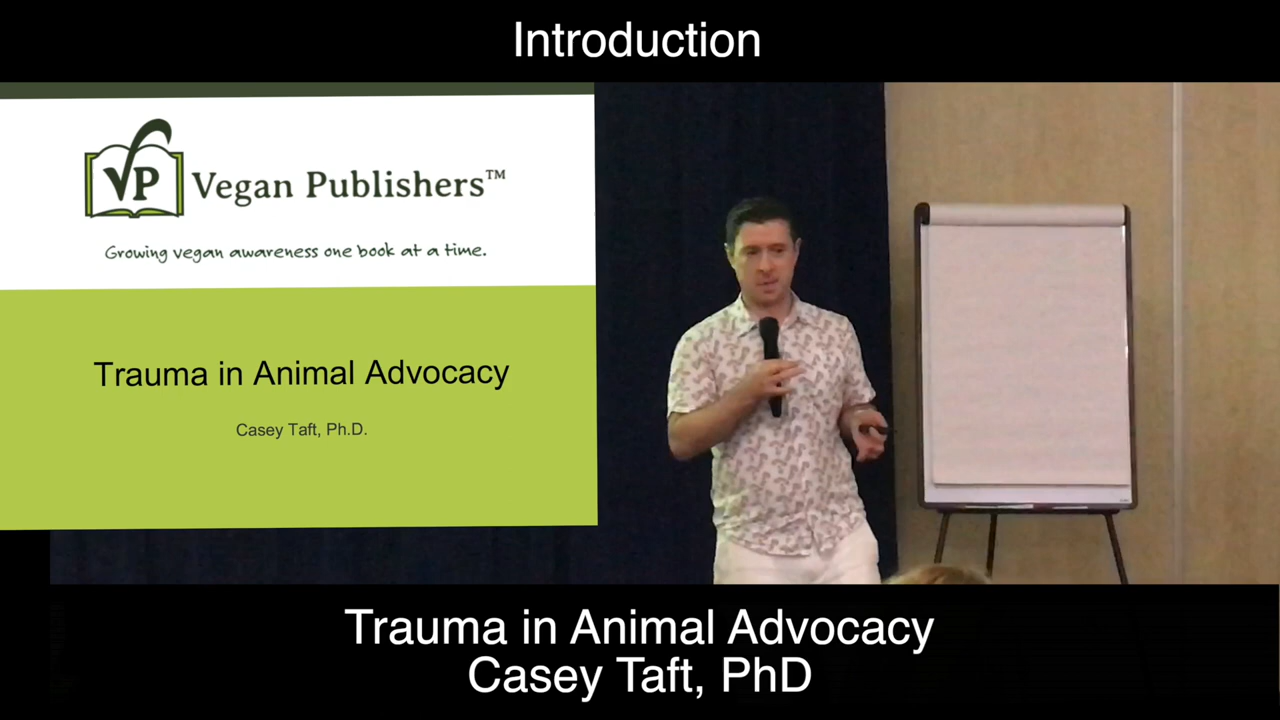 Introduction
VP Vegan Publishers™
Growing vegan awareness one book at a time.
Trauma in Animal Advocacy
Casey Taft, Ph.D.
Trauma in Animal Advocacy
Casey Taft, PhD